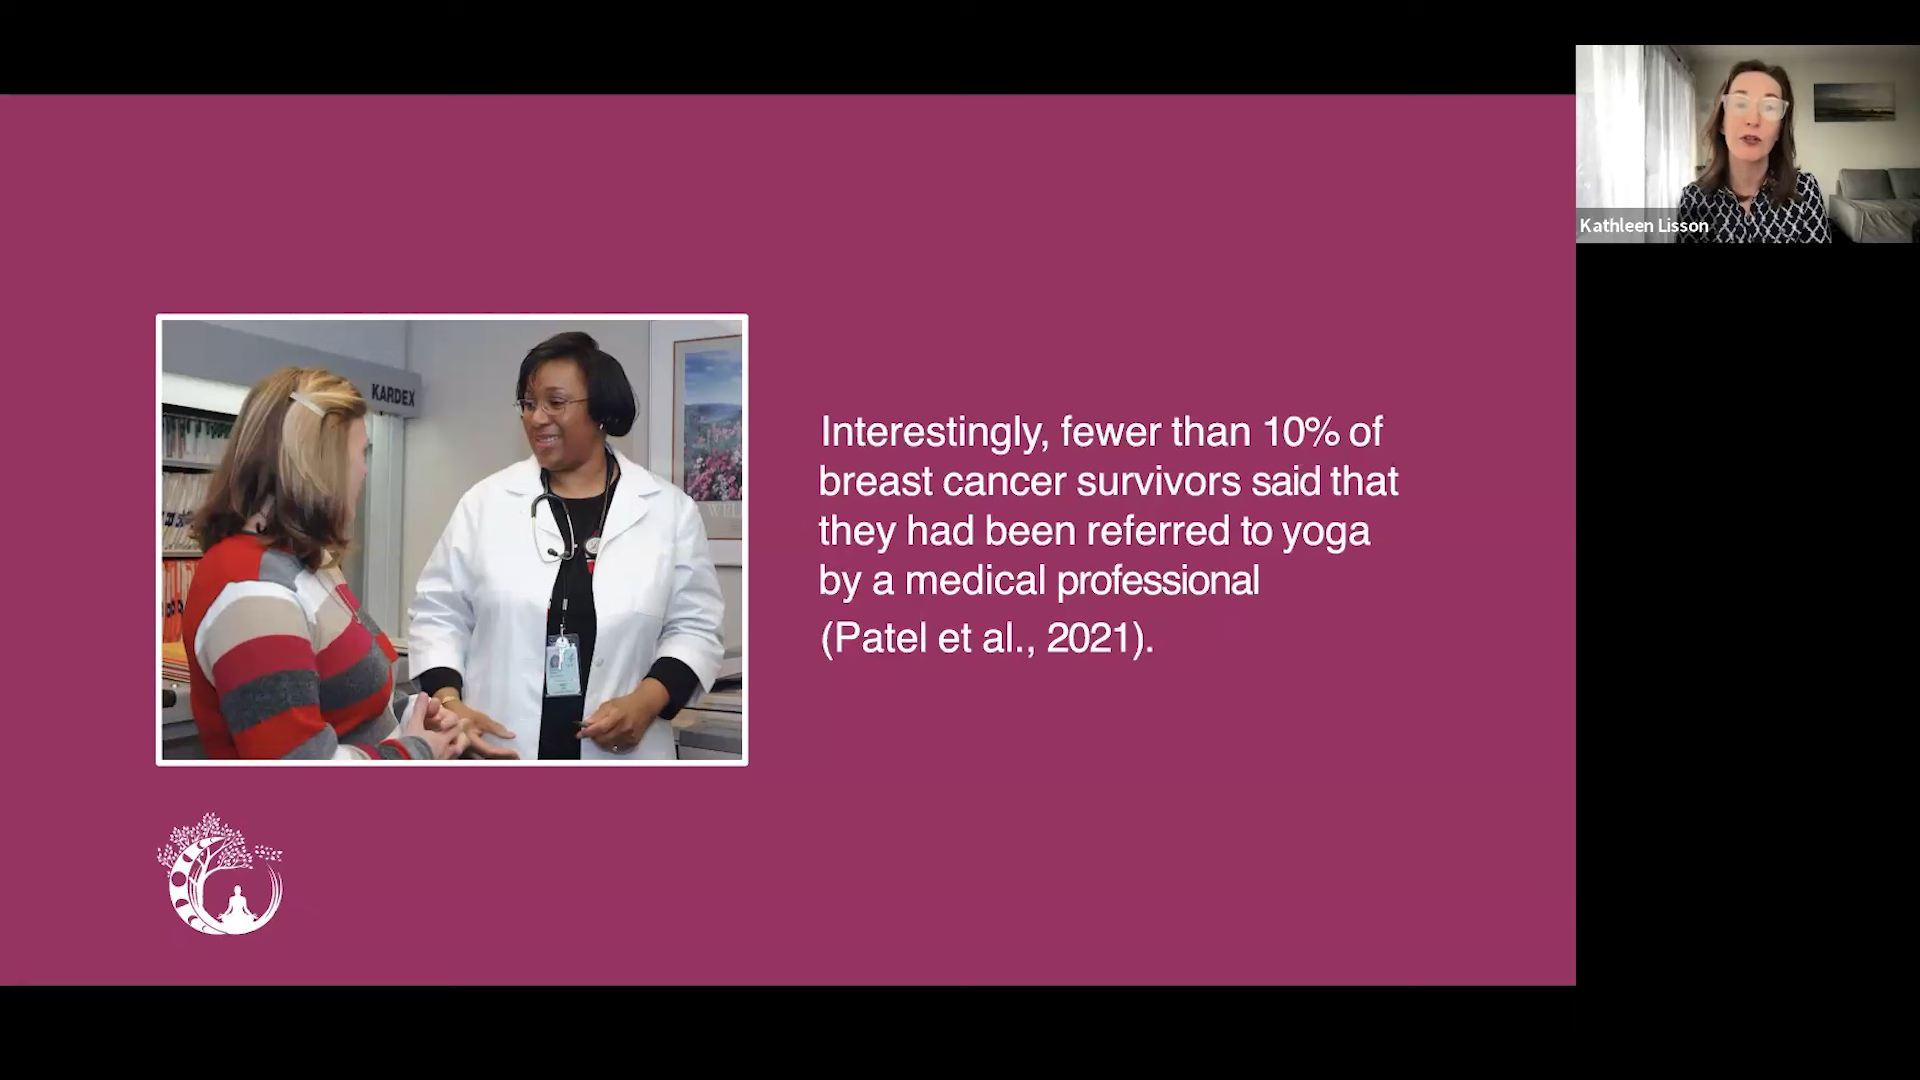 Kathleen Lisson
KARDEX
Interestingly, fewer than 10% of
breast cancer survivors said that
they had been referred to yoga
by a medical professional
(Patel et al., 2021).